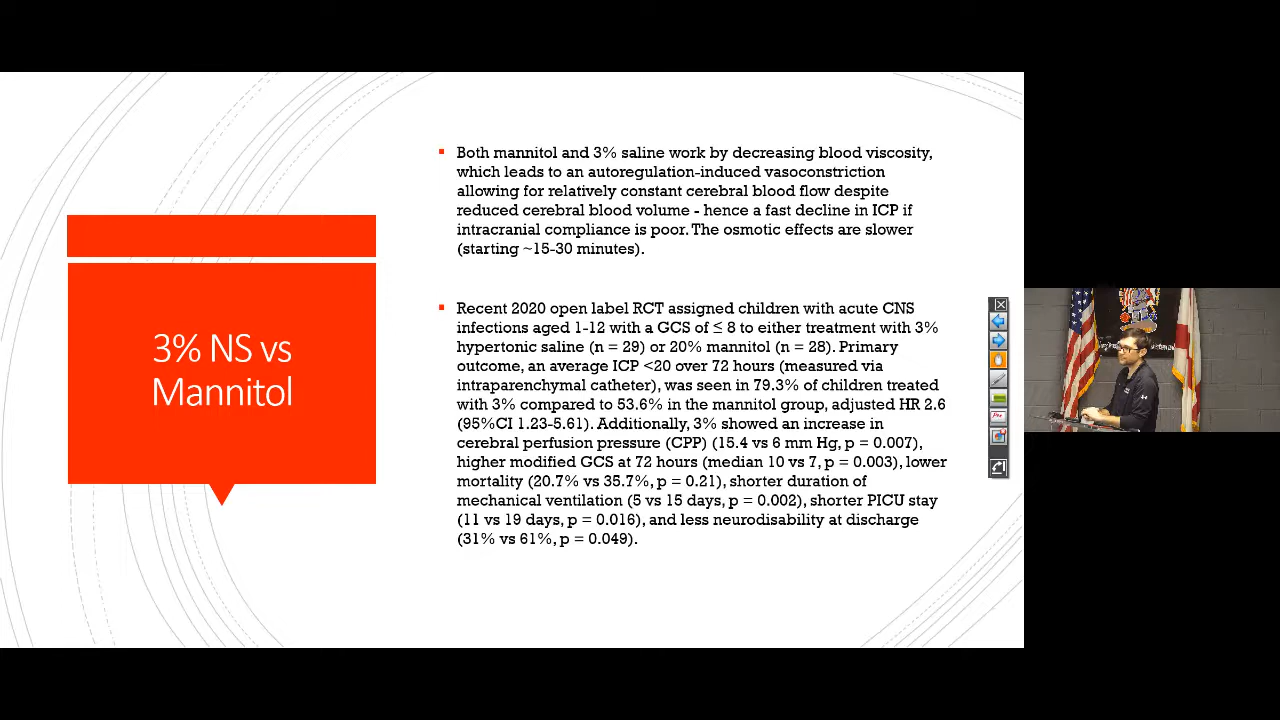 3% NS vs
Mannitol
Both mannitol and 3% saline work by decreasing blood viscosity,
which leads to an autoregulation-induced vasoconstriction
allowing for relatively constant cerebral blood flow despite
reduced cerebral blood volume - hence a fast decline in ICP if
intracranial compliance is poor. The osmotic effects are slower
(starting ~15-30 minutes).
Recent 2020 open label RCT assigned children with acute CNS
infections aged 1-12 with a GCS of ≤ 8 to either treatment with 3%
hypertonic saline (n = 29) or 20% mannitol (n = 28). Primary
outcome, an average ICP <20 over 72 hours (measured via
intraparenchymal catheter), was seen in 79.3% of children treated
with 3% compared to 53.6% in the mannitol group, adjusted HR 2.6
(95%CI 1.23-5.61). Additionally, 3% showed an increase in
cerebral perfusion pressure (CPP) (15.4 vs 6 mm Hg, p = 0.007),
higher modified GCS at 72 hours (median 10 vs 7, p = 0.003), lower
mortality (20.7% vs 35.7%, p = 0.21), shorter duration of
mechanical ventilation (5 vs 15 days, p = 0.002), shorter PICU stay
(11 vs 19 days, p = 0.016), and less neurodisability at discharge
(31% vs 61%, p = 0.049).